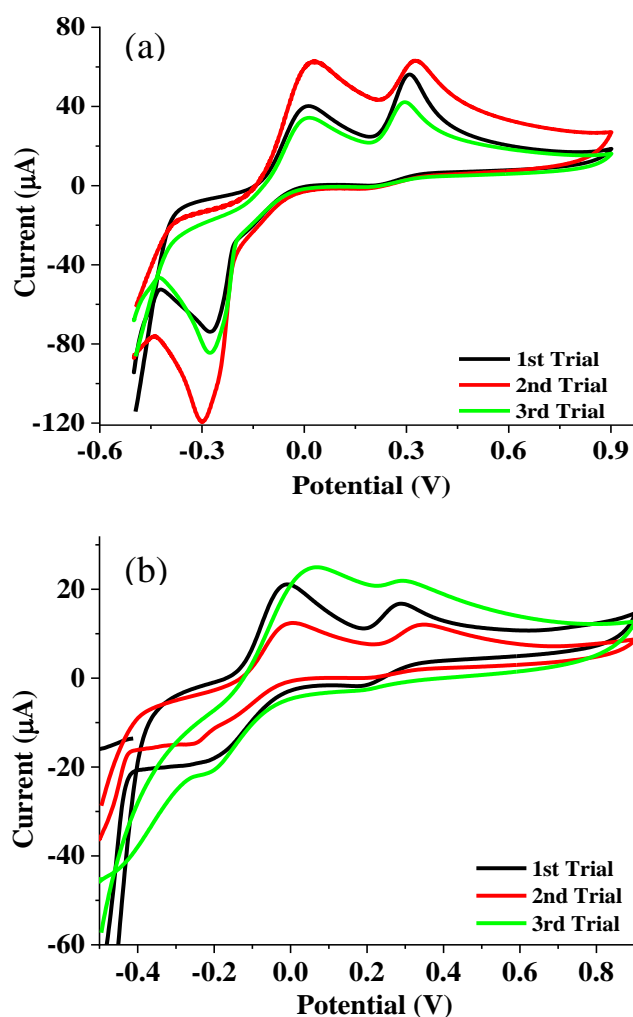 (a)
80
40
0
-40
-80
-120
Current (µA)
1st Trial
2nd Trial
3rd Trial
-0.6 -0.3 0.0 0.3 0.6 0.9
Potential (V)
(b)
20
0
-20
-40
-60
Current (µA)
1st Trial
2nd Trial
3rd Trial
-0.4 -0.2 0.0 0.2 0.4 0.6 0.8
Potential (V)